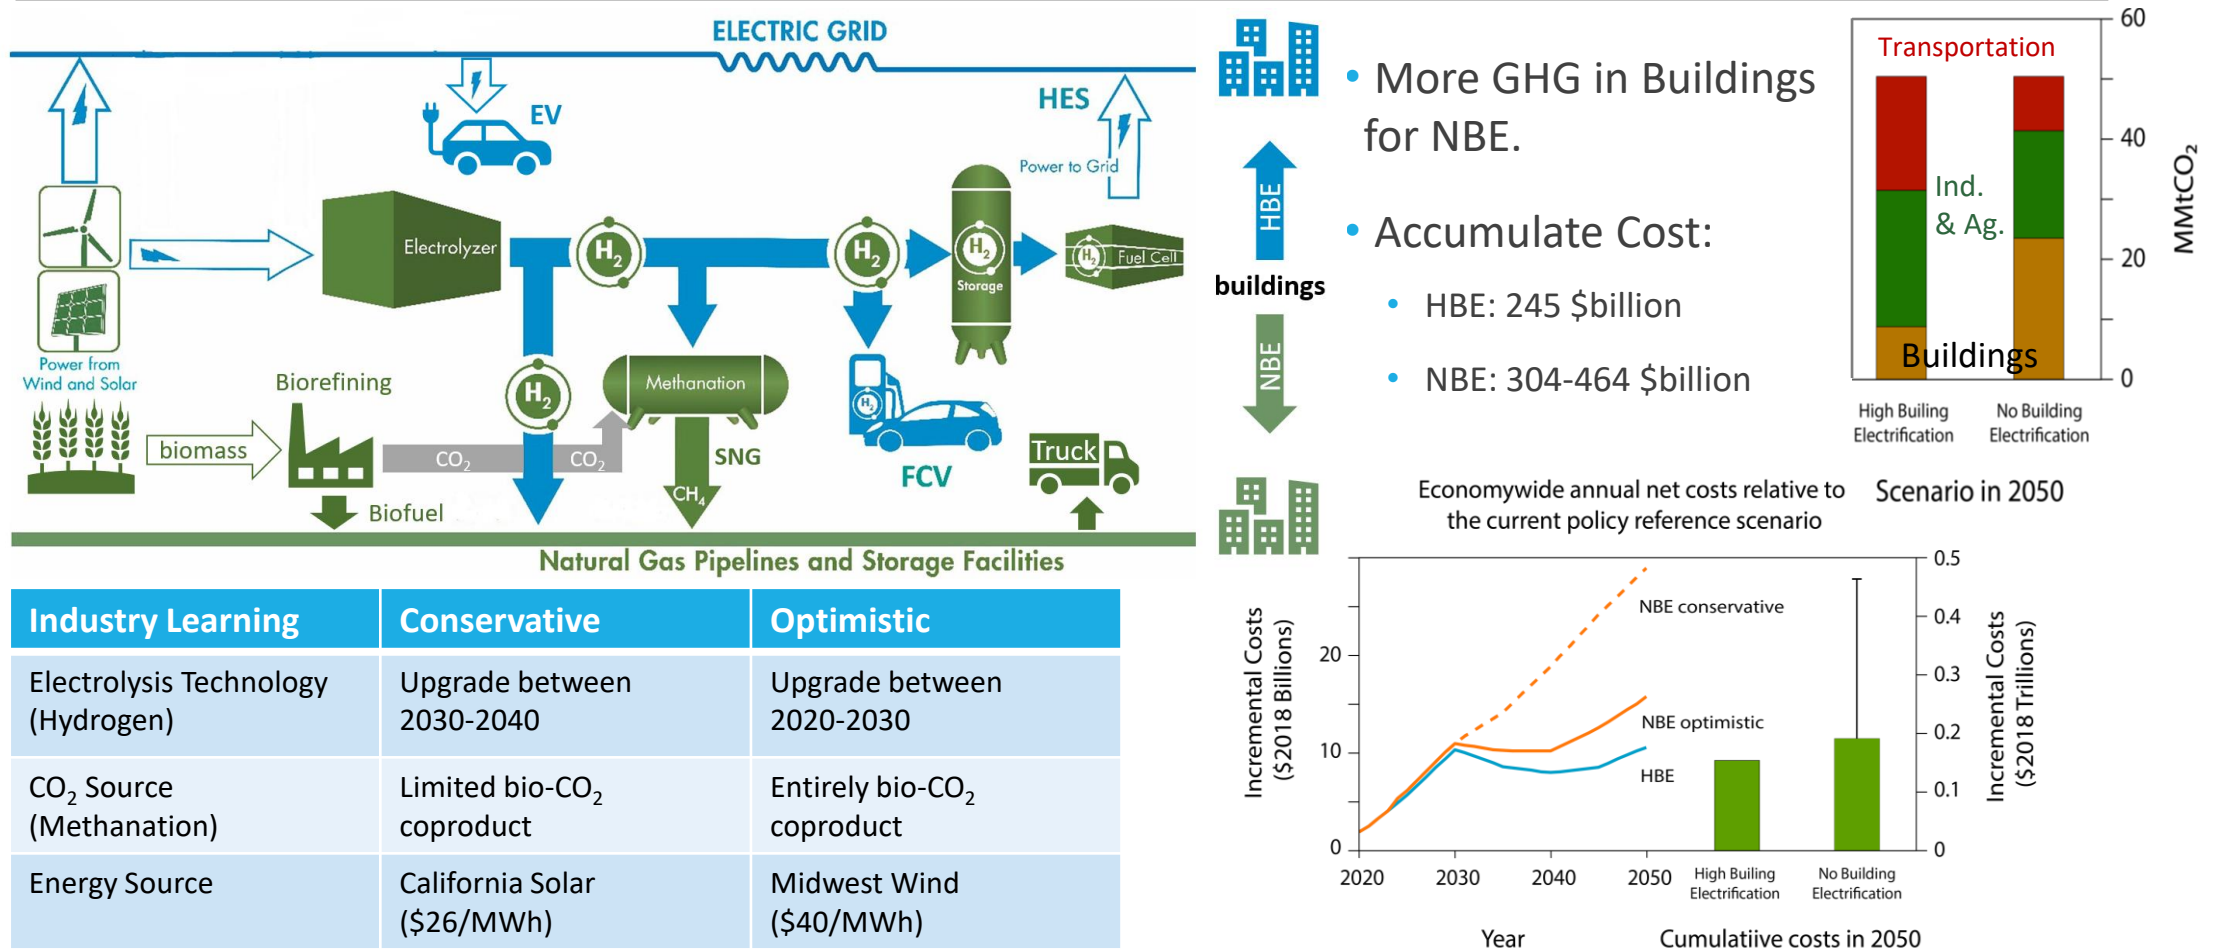 ELECTRIC GRID
EV
HES
Power to Grid
Electrolyzer
H2
H2
H2
Storage
H2
Fuel Cell
Power from
Wind and Solar
Biorefining
H2
Methanation
H2
biomass
CO2
CO2
SNG
CH4
FCV
Truck
Biofuel
Natural Gas Pipelines and Storage Facilities
HBE
buildings
NBE
• More GHG in Buildings
for NBE.
• Accumulate Cost:
• HBE: 245 $billion
• NBE: 304-464 $billion
Transportation
Ind.
& Ag.
Buildings
60
40
20
0
MMtCO2
High Builing
Electrification
No Building
Electrification
Scenario in 2050
Industry Learning
Conservative
Optimistic
Electrolysis Technology
(Hydrogen)
Upgrade between
2030-2040
Upgrade between
2020-2030
CO2 Source
(Methanation)
Limited bio-CO2
coproduct
Entirely bio-CO2
coproduct
Energy Source
California Solar
($26/MWh)
Midwest Wind
($40/MWh)
Economywide annual net costs relative to
the current policy reference scenario
Incremental Costs
($2018 Billions)
20
10
0
NBE conservative
NBE optimistic
HBE
2020
2030
2040
2050
Year
0.5
0.4
0.3
0.2
0.1
0
Incremental Costs
($2018 Trillions)
High Builing
Electrification
No Building
Electrification
Cumulatiive costs in 2050